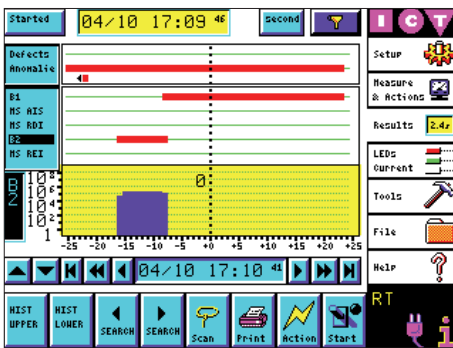 Started 04/10 17:09 46 second ICT
Defects
Anomalie
B1
MS AIS
MS RDI
B2
MS REI
B2
10⁸
10⁶
10⁴
10²
1
0
-25 -20 -15 -10 -5 +0 +5 +10 +15 +20 +25
04/10 17:10 41
HIST UPPER
HIST LOWER
SEARCH
SEARCH
Scan
Print
Action
Start
Setup
Measure
& Actions
Results 2.4
LEDs
Current
Tools
File
Help ?
RT
i